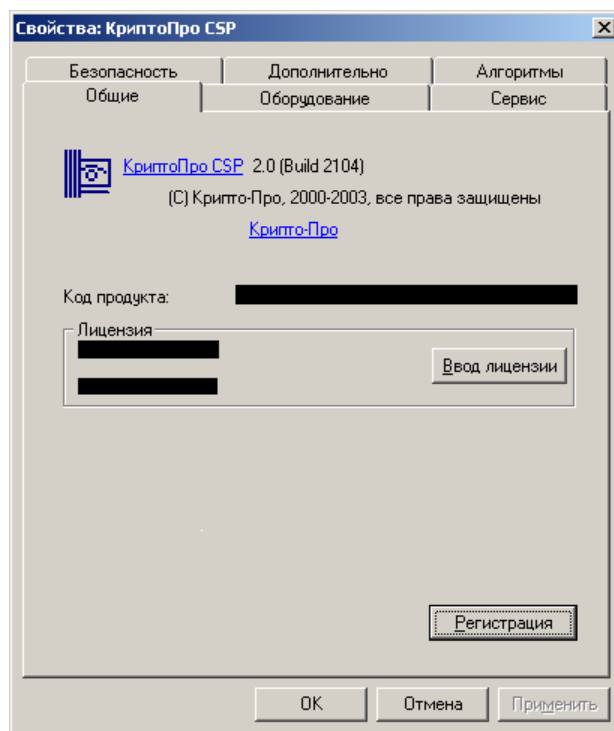 Свойства: КриптоПро CSP
Безопасность Дополнительно Алгоритмы
Общие Оборудование Сервис
КриптоПро CSP 2.0 (Build 2104)
(C) Крипто-Про, 2000-2003, все права защищены
Крипто-Про
Код продукта:
Лицензия
Ввод лицензии
Регистрация
OK Отмена Применить